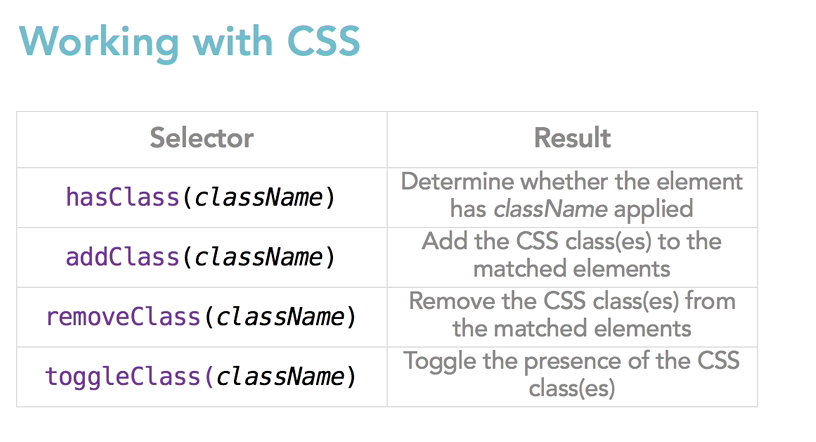 Working with CSS
Selector
Result
hasClass(className)
Determine whether the element
has className applied
addClass(className)
Add the CSS class(es) to the
matched elements
removeClass(className)
Remove the CSS class(es) from
the matched elements
toggleClass(className)
Toggle the presence of the CSS
class(es)